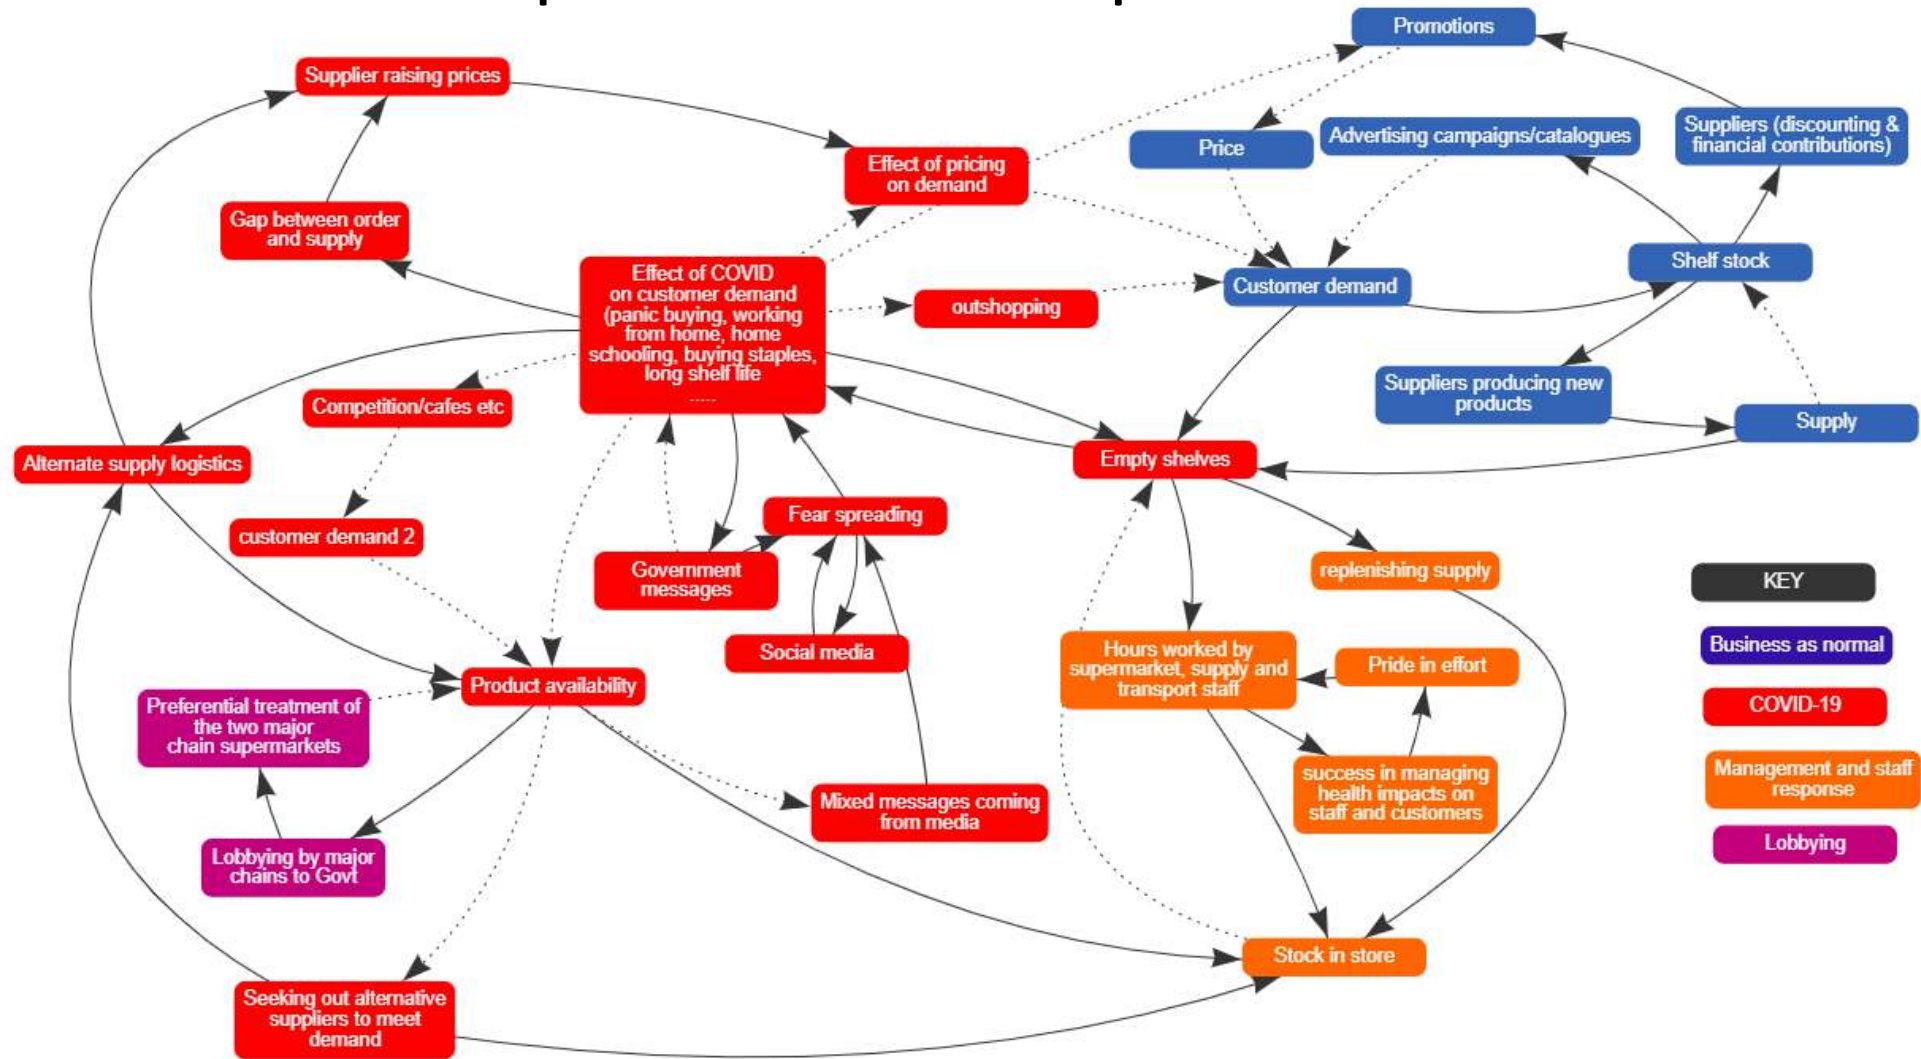 Promotions
Supplier raising prices
Suppliers (discounting &
financial contributions)
Advertising campaigns/catalogues
Price
Effect of pricing
on demand
Gap between order
and supply
Shelf stock
Effect of COVID
on customer demand
(panic buying, working
from home, home
schooling, buying staples,
long shelf life
.....
Customer demand
outshopping
Suppliers producing new
products
Competition/cafes etc
Supply
Alternate supply logistics
Empty shelves
Fear spreading
customer demand 2
Government
messages
replenishing supply
KEY
Business as normal
Social media
Hours worked by
supermarket, supply and
transport staff
Pride in effort
Product availability
COVID-19
Preferential treatment of
the two major
chain supermarkets
Management and staff
response
success in managing
health impacts on
staff and customers
Mixed messages coming
from media
Lobbying
Lobbying by major
chains to Govt
Stock in store
Seeking out alternative
suppliers to meet
demand